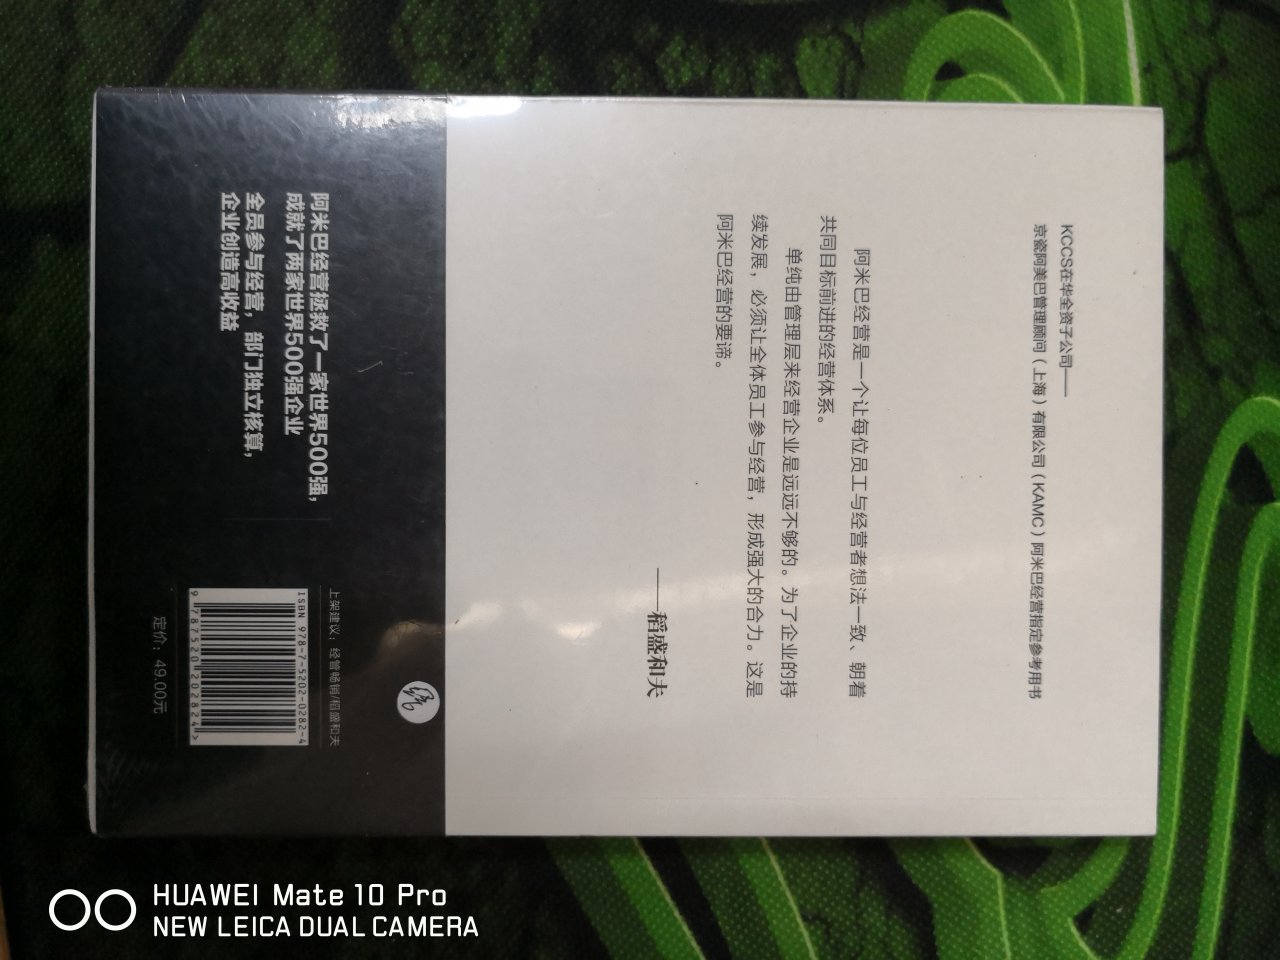 KCCS在华全资子公司——
京瓷阿美巴管理顾问（上海）有限公司（KAMC）阿米巴经营指定参考用书
阿米巴经营是一个让每位员工与经营者想法一致、朝着
共同目标前进的经营体系。
单纯由管理层来经营企业是远远不够的。为了企业的持
续发展，必须让全体员工参与经营，形成强大的合力。这是
阿米巴经营的要谛。
——稻盛和夫
阿米巴经营拯救了一家世界500强，
成就了两家世界500强企业
全员参与经营，部门独立核算，
企业创造高收益
上架建议：经管畅销/稻盛和夫
ISBN 978-7-5202-0282-4
9 787520 202824 >
定价：49.00元
HUAWEI Mate 10 Pro
NEW LEICA DUAL CAMERA